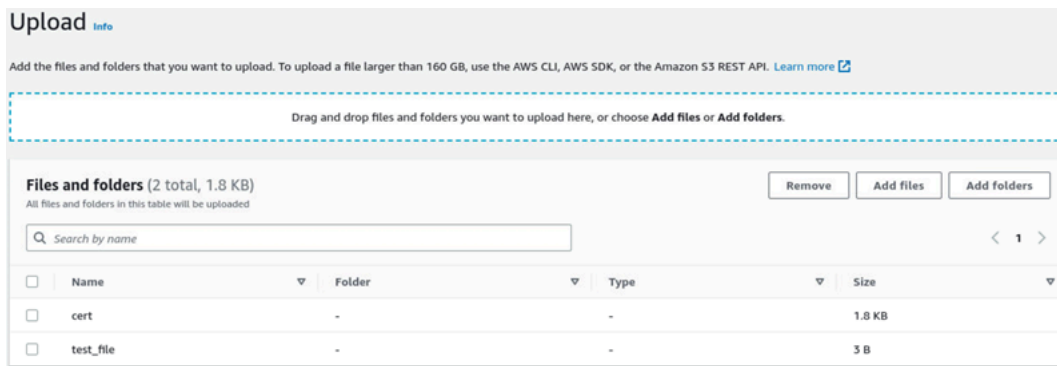 Upload Info
Add the files and folders that you want to upload. To upload a file larger than 160 GB, use the AWS CLI, AWS SDK, or the Amazon S3 REST API. Learn more
Drag and drop files and folders you want to upload here, or choose Add files or Add folders.
Files and folders (2 total, 1.8 KB)
All files and folders in this table will be uploaded
Remove Add files Add folders
Search by name
< 1 >
Name Folder Type Size
cert - - 1.8 KB
test_file - - 3 B